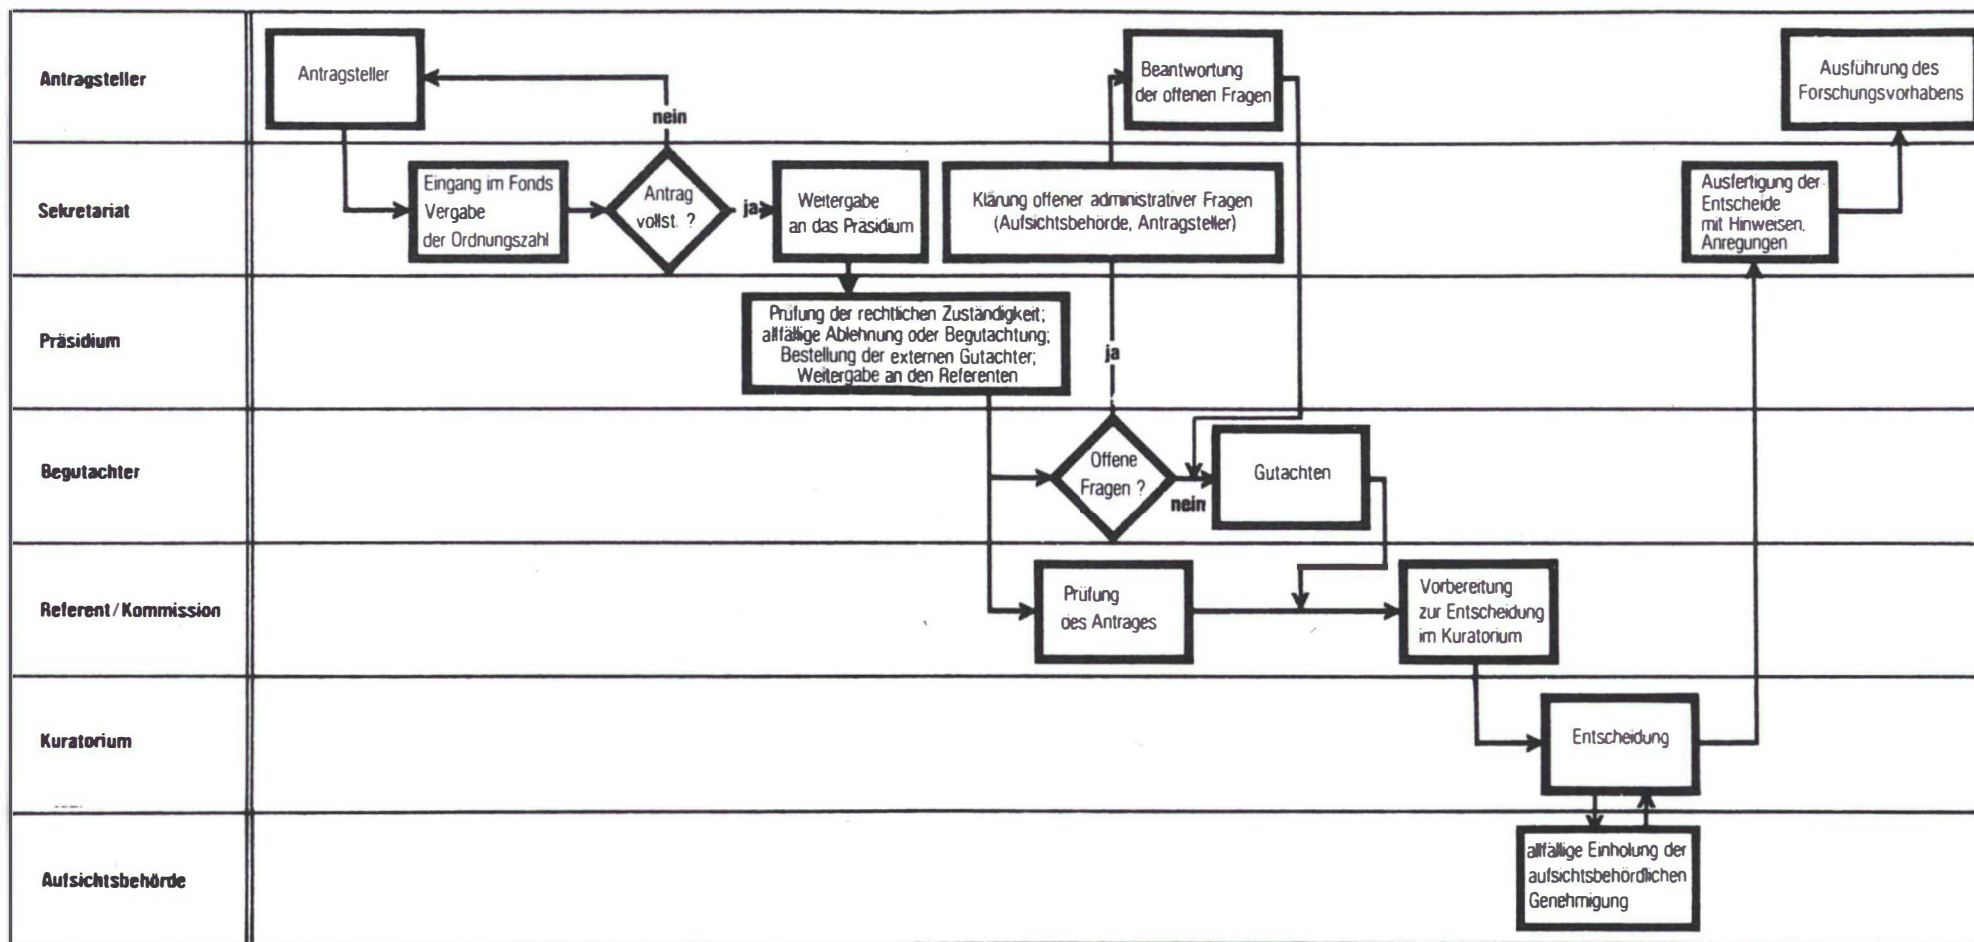 Antragsteller
Antragsteller
nein
Beantwortung
der offenen Fragen
Ausführung des
Forschungsvorhabens
Sekretariat
Eingang im Fonds
Vergabe
der Ordnungszahl
Antrag
vollst. ?
ja
Weitergabe
an das Präsidium
Klärung offener administrativer Fragen
(Aufsichtsbehörde, Antragsteller)
Ausfertigung der
Entscheide
mit Hinweisen,
Anregungen
Präsidium
Prüfung der rechtlichen Zuständigkeit;
allfällige Ablehnung oder Begutachtung;
Bestellung der externen Gutachter;
Weitergabe an den Referenten
ja
Begutachter
Offene
Fragen ?
nein
Gutachten
Referent/Kommission
Prüfung
des Antrages
Vorbereitung
zur Entscheidung
im Kuratorium
Kuratorium
Entscheidung
Aufsichtsbehörde
allfällige Einholung der
aufsichtsbehördlichen
Genehmigung